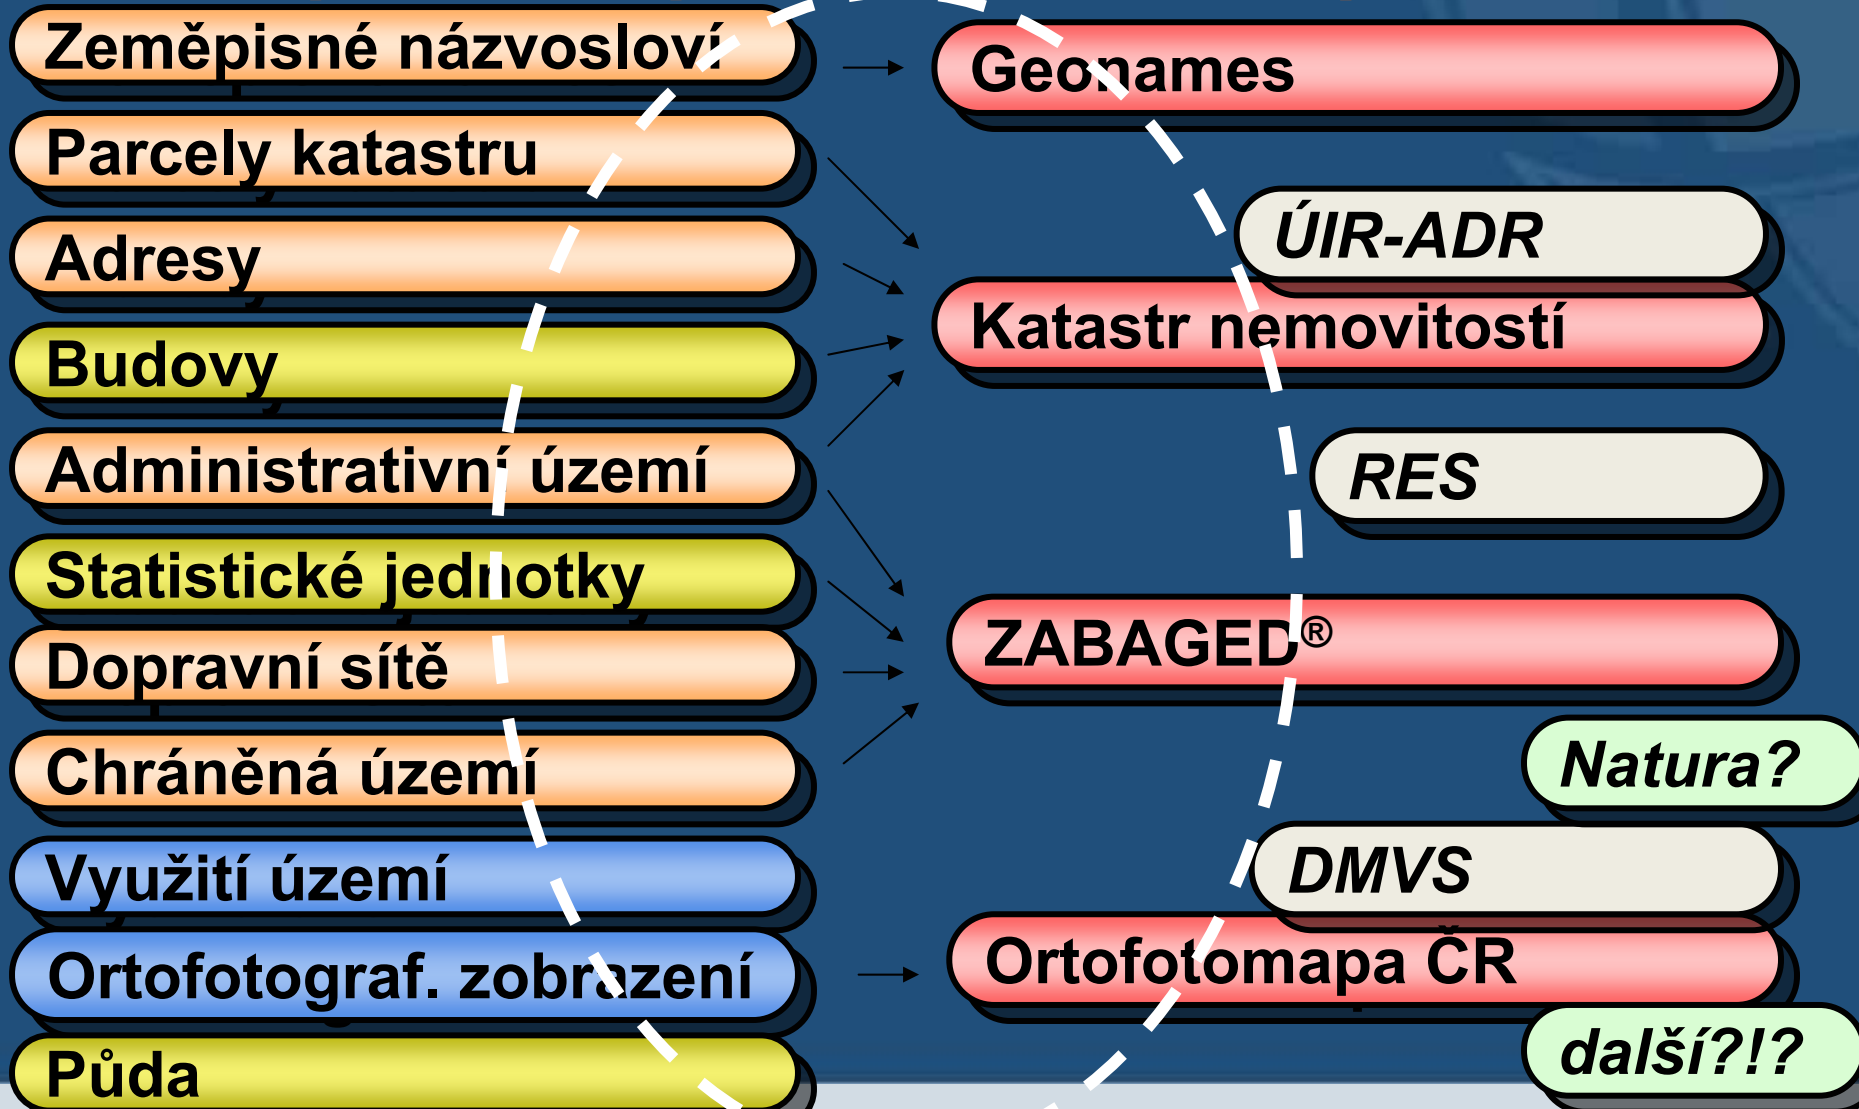 Zeměpisné názvosloví
Parcely katastru
Adresy
Budovy
Administrativní území
Statistické jednotky
Dopravní sítě
Chráněná území
Využití území
Ortofotograf. zobrazení
Půda
Geonames
ÚIR-ADR
Katastr nemovitostí
RES
ZABAGED®
Natura?
DMVS
Ortofotomapa ČR
další?!?